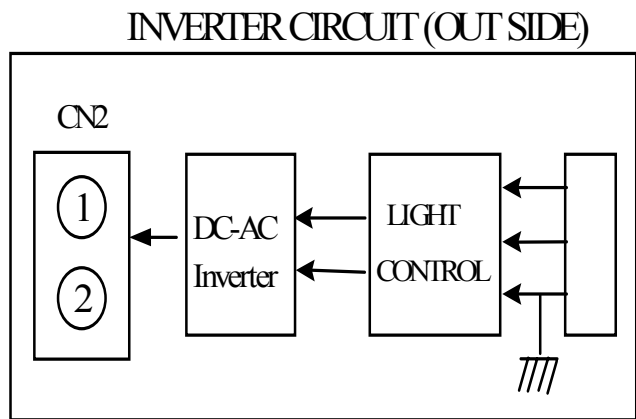 INVERTER CIRCUIT (OUT SIDE)
CN2
1
2
DC-AC
Inverter
LIGHT
CONTROL